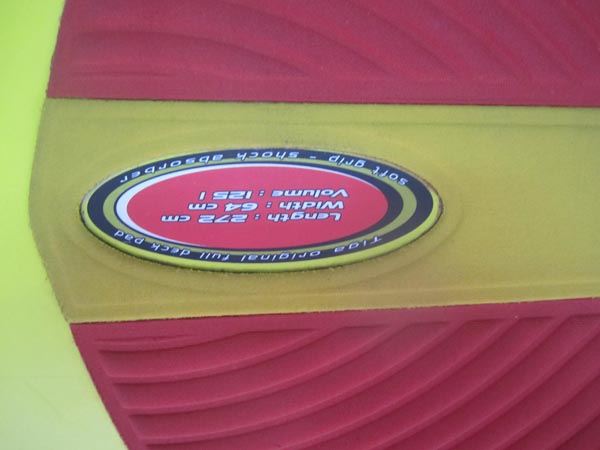 Tiga original full deck pad
Length : 272 cm
Width : 64 cm
Volume : 125 l
soft grip - shock absorber